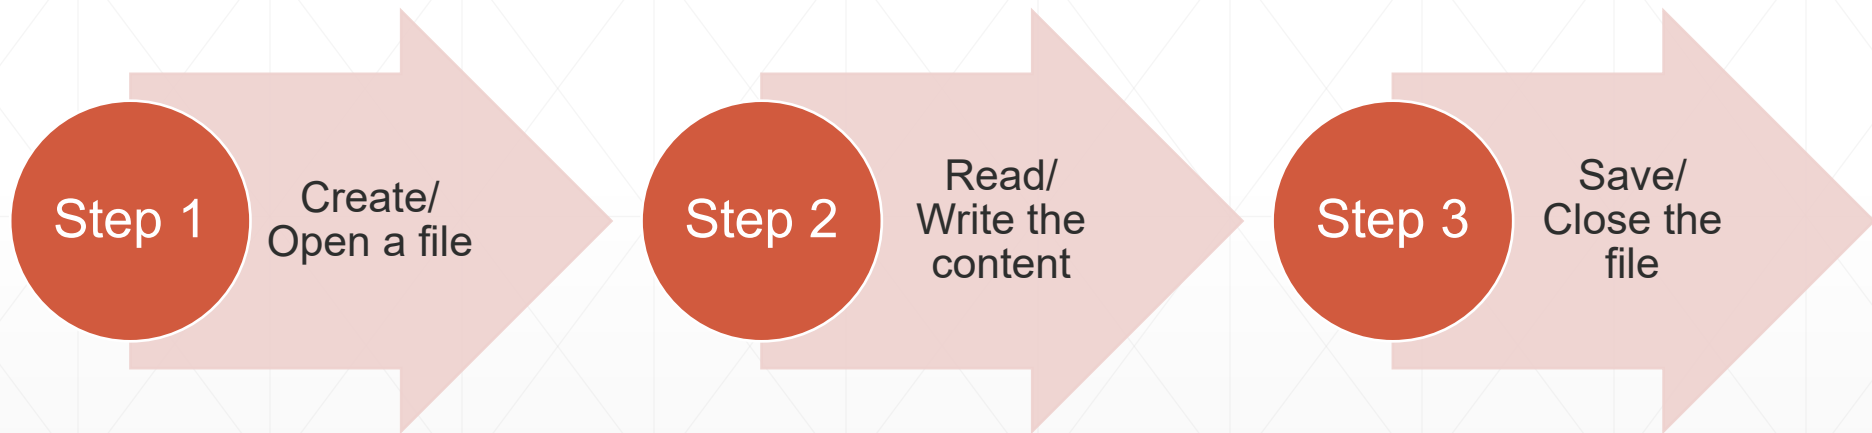 Step 1
Create/
Open a file
Step 2
Read/
Write the
content
Step 3
Save/
Close the
file